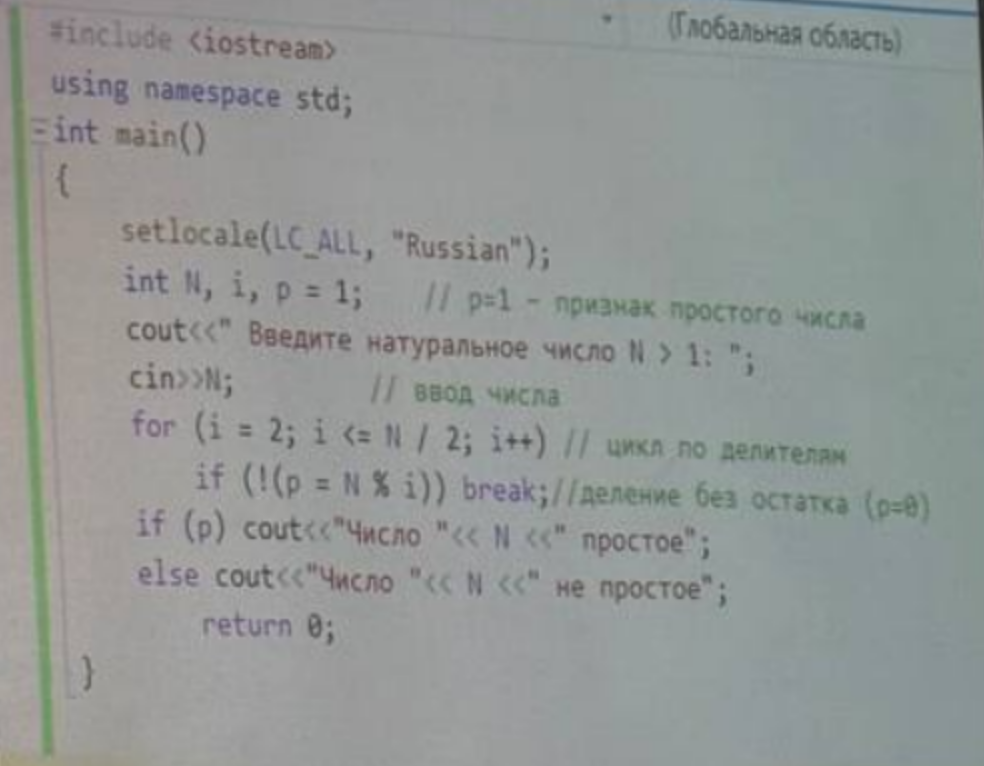 (Глобальная область)
#include <iostream>
using namespace std;
int main()
{
setlocale(LC_ALL, "Russian");
int N, i, p = 1; // p=1 - признак простого числа
cout<<" Введите натуральное число N > 1: ";
cin>>N; // ввод числа
for (i = 2; i <= N / 2; i++) // цикл по делителям
if (!(p = N % i)) break;//деление без остатка (p=0)
if (p) cout<<"Число "<< N <<" простое";
else cout<<"Число "<< N <<" не простое";
return 0;
}